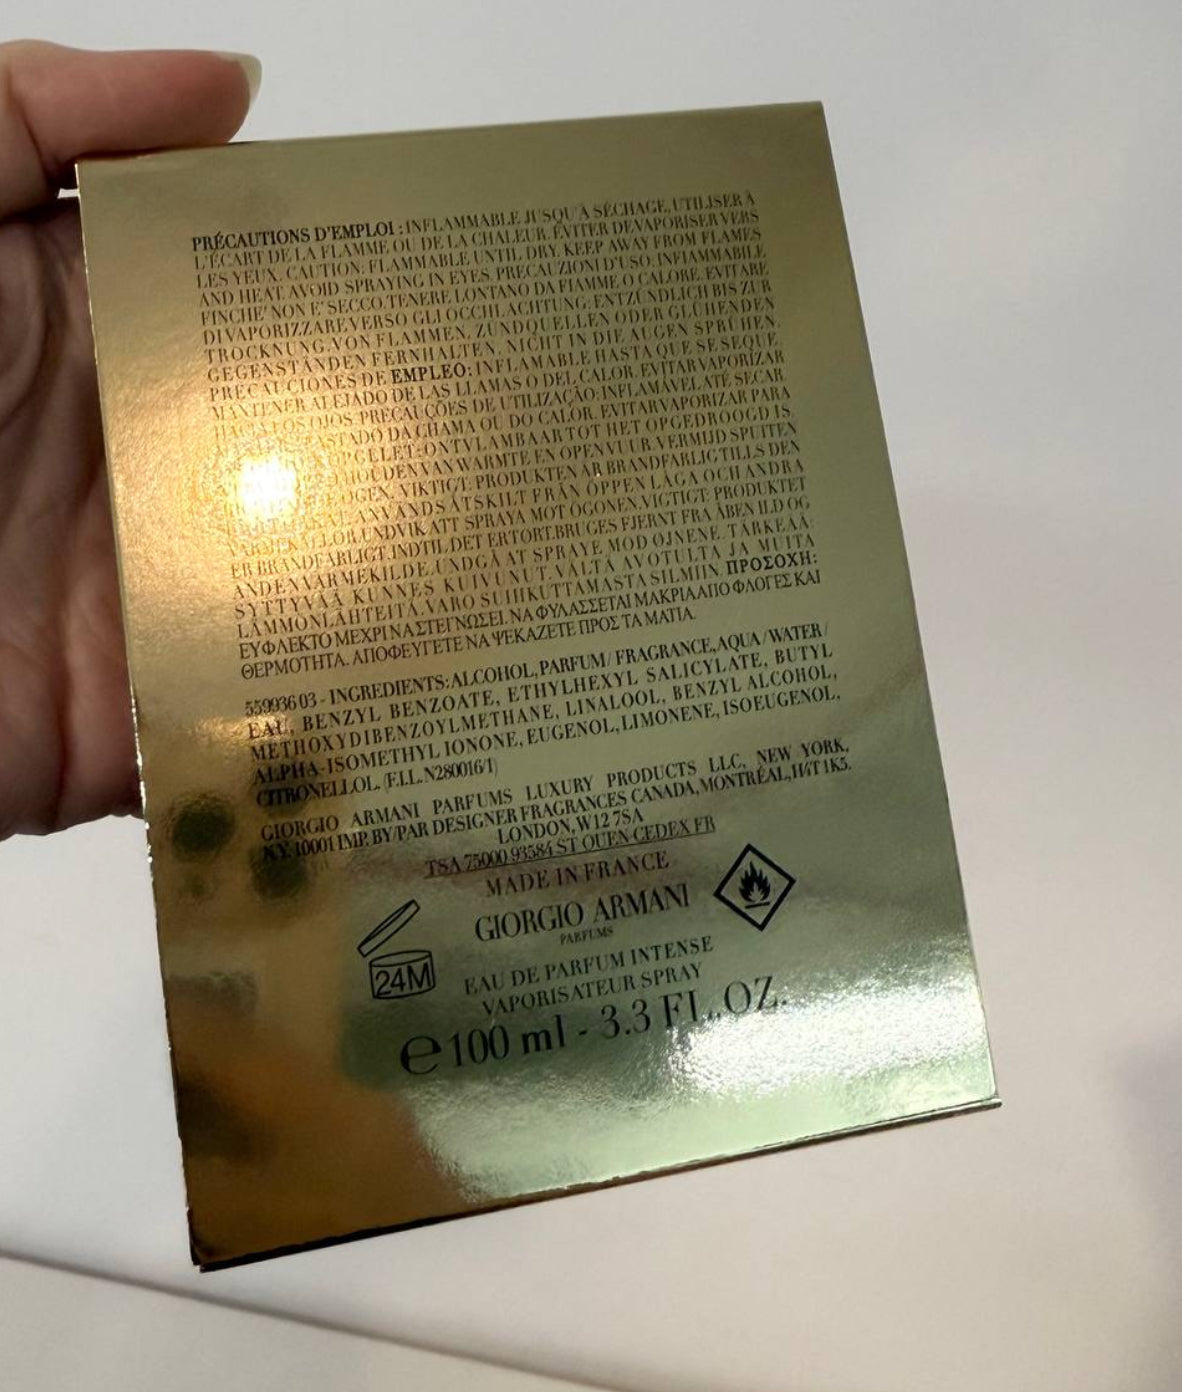 PRÉCAUTIONS D'EMPLOI : INFLAMMABLE JUSQU'À SÉCHAGE, UTILISER À
L'ÉCART DE LA FLAMME OU DE LA CHALEUR. ÉVITER DE VAPORISER VERS
LES YEUX. CAUTION: FLAMMABLE UNTIL DRY. KEEP AWAY FROM FLAMES
AND HEAT. AVOID SPRAYING IN EYES. PRECAUZIONI D'USO: INFIAMMABILE
FINCHE' NON E' SECCO. TENERE LONTANO DA FIAMME O CALORE. EVITARE
DI VAPORIZZARE VERSO GLI OCCHI. ACHTUNG: ENTZÜNDLICH BIS ZUR
TROCKNUNG. VON FLAMMEN, ZÜNDQUELLEN ODER GLÜHENDEN
GEGENSTÄNDEN FERNHALTEN. NICHT IN DIE AUGEN SPRÜHEN.
PRECAUCIONES DE EMPLEO: INFLAMABLE HASTA QUE SE SEQUE.
MANTENER ALEJADO DE LAS LLAMAS O DEL CALOR. EVITAR VAPORIZAR
HACIA LOS OJOS. PRECAUÇÕES DE UTILIZAÇÃO: INFLAMÁVEL ATÉ SECAR.
DA CHAMA OU DO CALOR. EVITAR VAPORIZAR PARA
ONTVLAMBAAR TOT HET OPGEDROOGD IS.
VAN WARMTE EN OPEN VUUR. VERMIJD SPUITEN
OGEN. VIKTIGT: PRODUKTEN ÄR BRANDFARLIG TILLS DEN
ANVÄNDS ÅTSKILT FRÅN ÖPPEN LÅGA OCH ANDRA
UNDVIK ATT SPRAYA MOT ÖGONEN. VIGTIGT: PRODUKTET
ER BRANDFARLIGT, INDTIL DET ER TØRT. BRUGES FJERNT FRA ÅBEN ILD OG
ANDEN VARMEKILDE. UNDGÅ AT SPRAYE MOD ØJNENE. TÄRKEÄÄ:
SYTTYVÄÄ KUNNES KUIVUNUT. VÄLTÄ AVOTULTA JA MUITA
LÄMMÖNLÄHTEITÄ. VARO SUIHKUTTAMASTA SILMIIN. ΠΡΟΣΟΧΗ:
ΕΥΦΛΕΚΤΟ ΜΕΧΡΙ ΝΑ ΣΤΕΓΝΩΣΕΙ. ΝΑ ΦΥΛΑΣΣΕΤΑΙ ΜΑΚΡΙΑ ΑΠΟ ΦΛΟΓΕΣ ΚΑΙ
ΘΕΡΜΟΤΗΤΑ. ΑΠΟΦΕΥΓΕΤΕ ΝΑ ΨΕΚΑΖΕΤΕ ΠΡΟΣ ΤΑ ΜΑΤΙΑ.
559936 03 - INGREDIENTS: ALCOHOL, PARFUM / FRAGRANCE, AQUA / WATER /
EAU, BENZYL BENZOATE, ETHYLHEXYL SALICYLATE, BUTYL
METHOXYDIBENZOYLMETHANE, LINALOOL, BENZYL ALCOHOL,
ALPHA-ISOMETHYL IONONE, EUGENOL, LIMONENE, ISOEUGENOL,
CITRONELLOL. (F.I.L. N280016/1)
GIORGIO ARMANI PARFUMS LUXURY PRODUCTS LLC, NEW YORK,
N.Y. 10001 IMP. BY/PAR DESIGNER FRAGRANCES CANADA, MONTRÉAL, H4T 1K5.
LONDON, W12 7SA
TSA 75000 93584 ST OUEN CEDEX FR
MADE IN FRANCE
GIORGIO ARMANI
PARFUMS
24M
EAU DE PARFUM INTENSE
VAPORISATEUR SPRAY
℮ 100 ml - 3.3 FL. OZ.